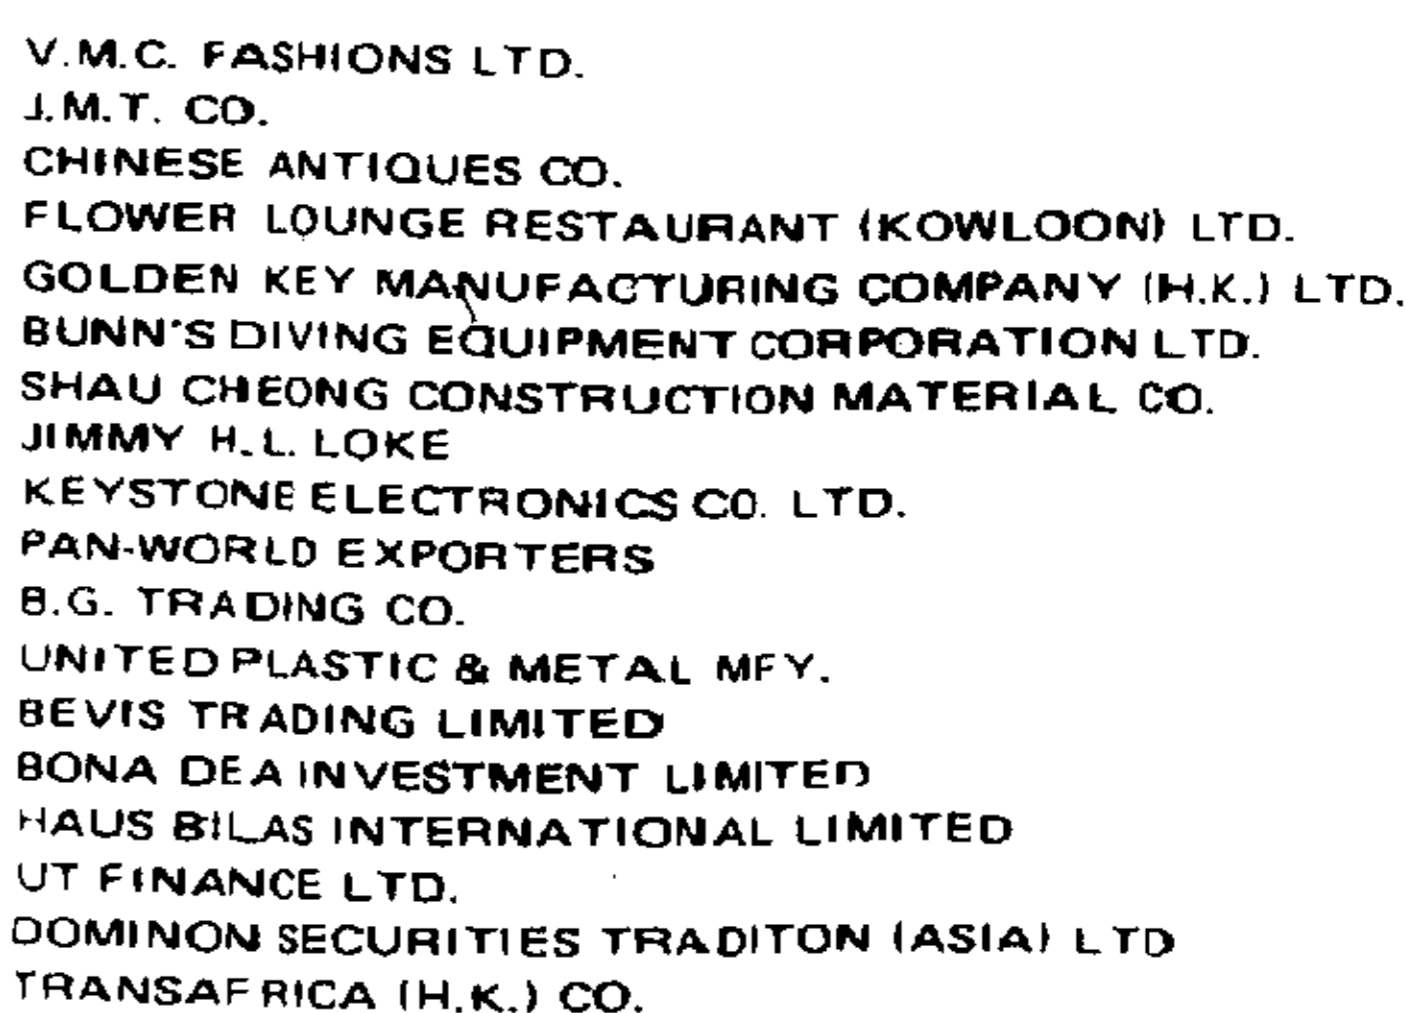 V.M.C. FASHIONS LTD.
J.M.T. CO.
CHINESE ANTIQUES CO.
FLOWER LOUNGE RESTAURANT (KOWLOON) LTD.
GOLDEN KEY MANUFACTURING COMPANY (H.K.) LTD.
BUNN'S DIVING EQUIPMENT CORPORATION LTD.
SHAU CHEONG CONSTRUCTION MATERIAL CO.
JIMMY H.L. LOKE
KEYSTONE ELECTRONICS CO. LTD.
PAN-WORLD EXPORTERS
B.G. TRADING CO.
UNITED PLASTIC & METAL MFY.
BEVIS TRADING LIMITED
BONA DEA INVESTMENT LIMITED
HAUS BILAS INTERNATIONAL LIMITED
UT FINANCE LTD.
DOMINON SECURITIES TRADITON (ASIA) LTD
TRANSAFRICA (H.K.) CO.